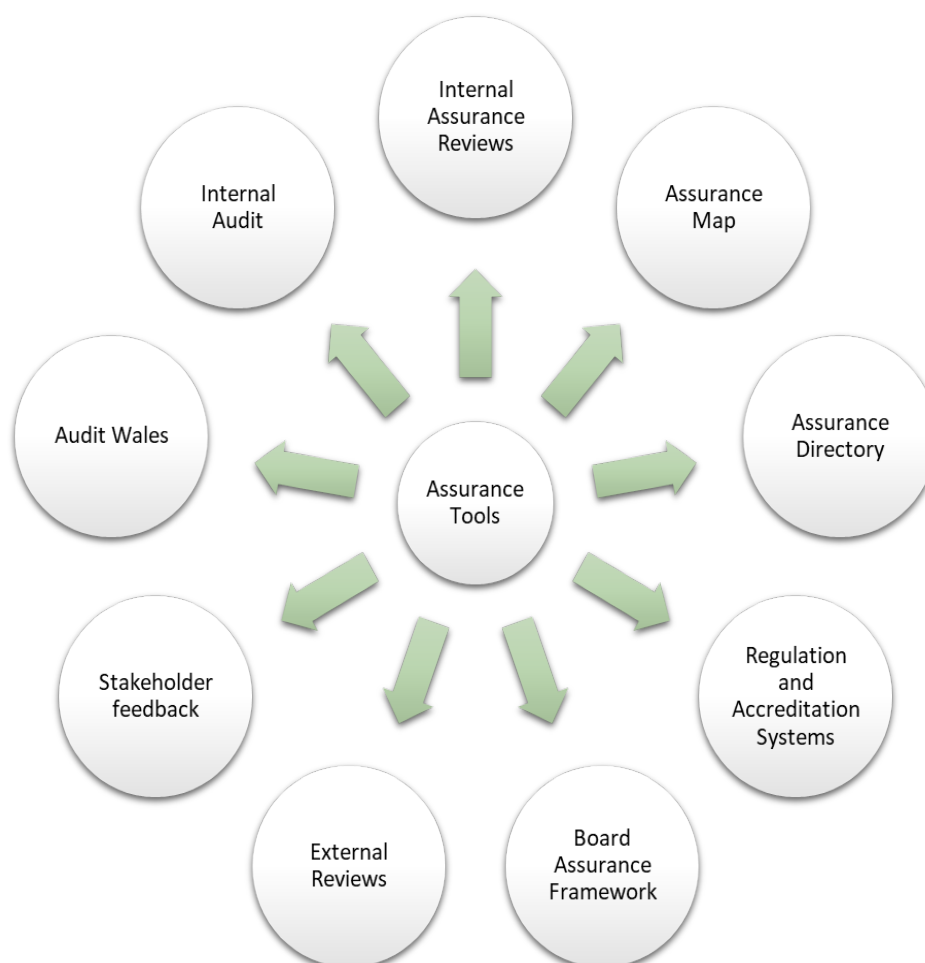 Internal
Assurance
Reviews
Assurance
Map
Assurance
Directory
Regulation
and
Accreditation
Systems
Board
Assurance
Framework
External
Reviews
Stakeholder
feedback
Audit Wales
Internal
Audit
Assurance
Tools